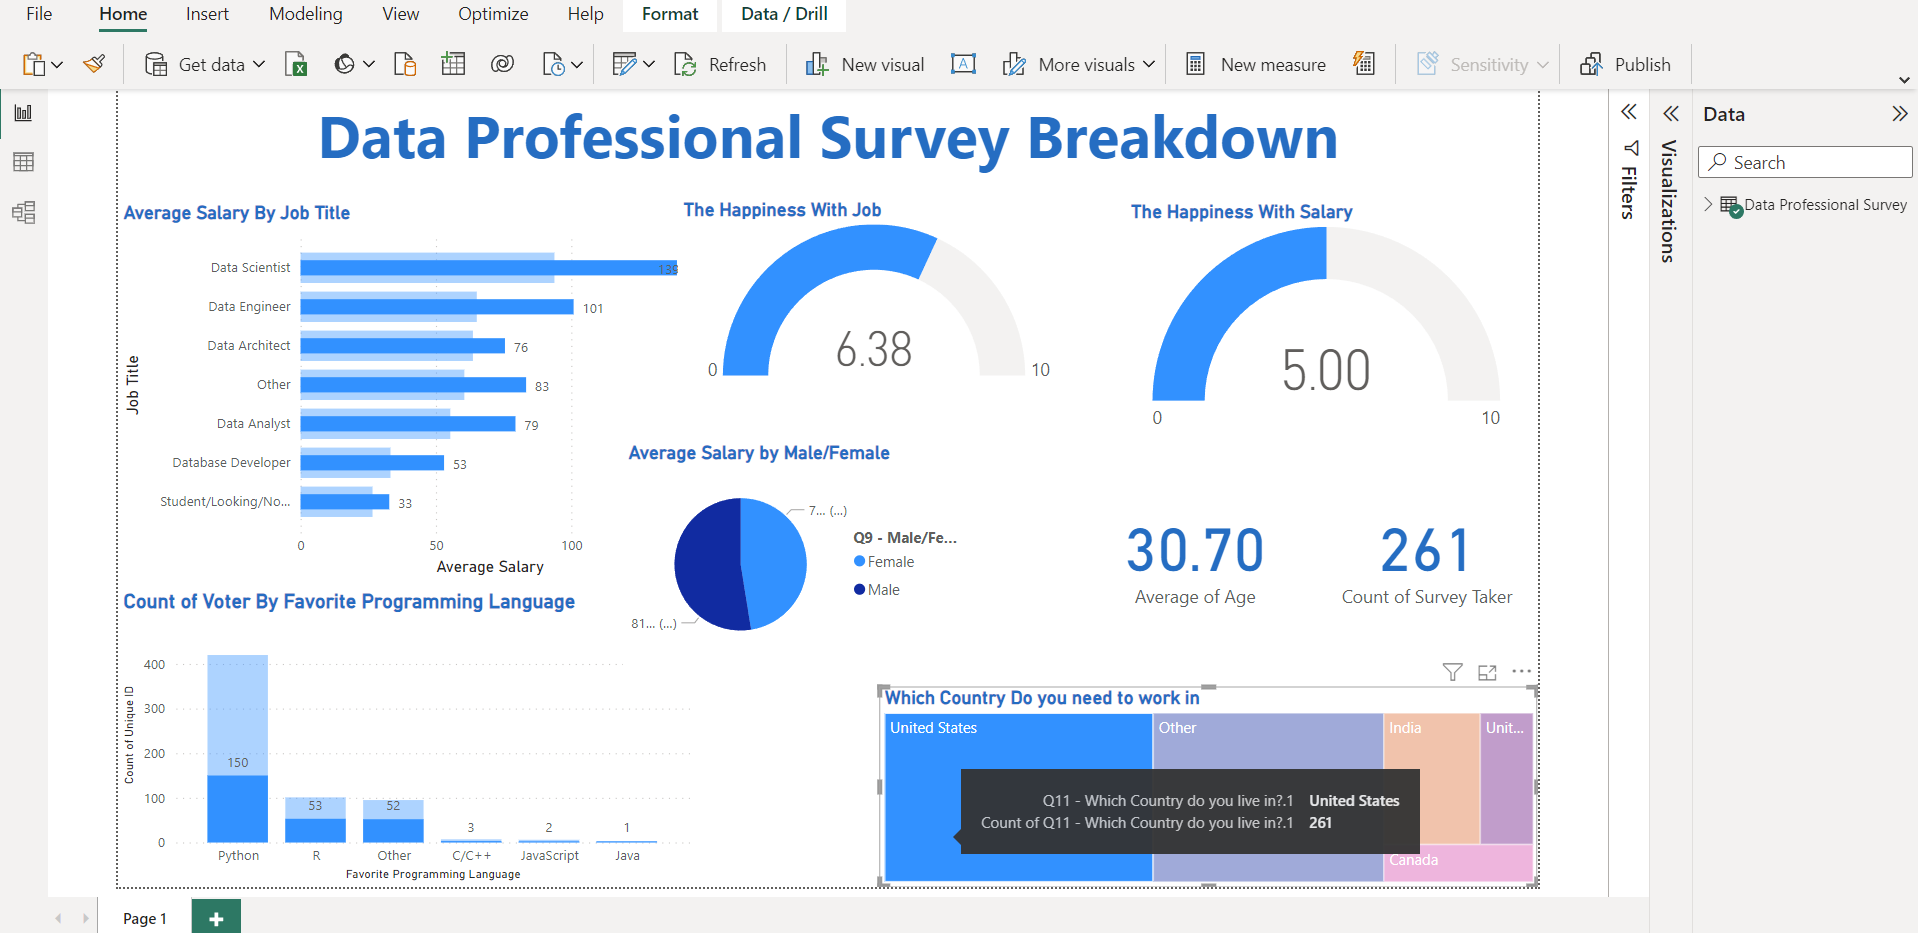 File Home Insert Modeling View Optimize Help Format Data / Drill
Get data Refresh New visual A More visuals New measure Sensitivity Publish
Data Professional Survey Breakdown
Average Salary By Job Title
Job Title
Data Scientist 139
Data Engineer 101
Data Architect 76
Other 83
Data Analyst 79
Database Developer 53
Student/Looking/No... 33
0 50 100
Average Salary
The Happiness With Job
6.38
0 10
The Happiness With Salary
5.00
0 10
Average Salary by Male/Female
7... (...)
81... (...)
Q9 - Male/Fe...
Female
Male
30.70
Average of Age
261
Count of Survey Taker
Count of Voter By Favorite Programming Language
Count of Unique ID
400
300
200
100
0
150 53 52 3 2 1
Python R Other C/C++ JavaScript Java
Favorite Programming Language
Which Country Do you need to work in
United States Other India Unit...
Canada
Q11 - Which Country do you live in?.1 United States
Count of Q11 - Which Country do you live in?.1 261
Filters
Visualizations
Data
Search
Data Professional Survey
Page 1